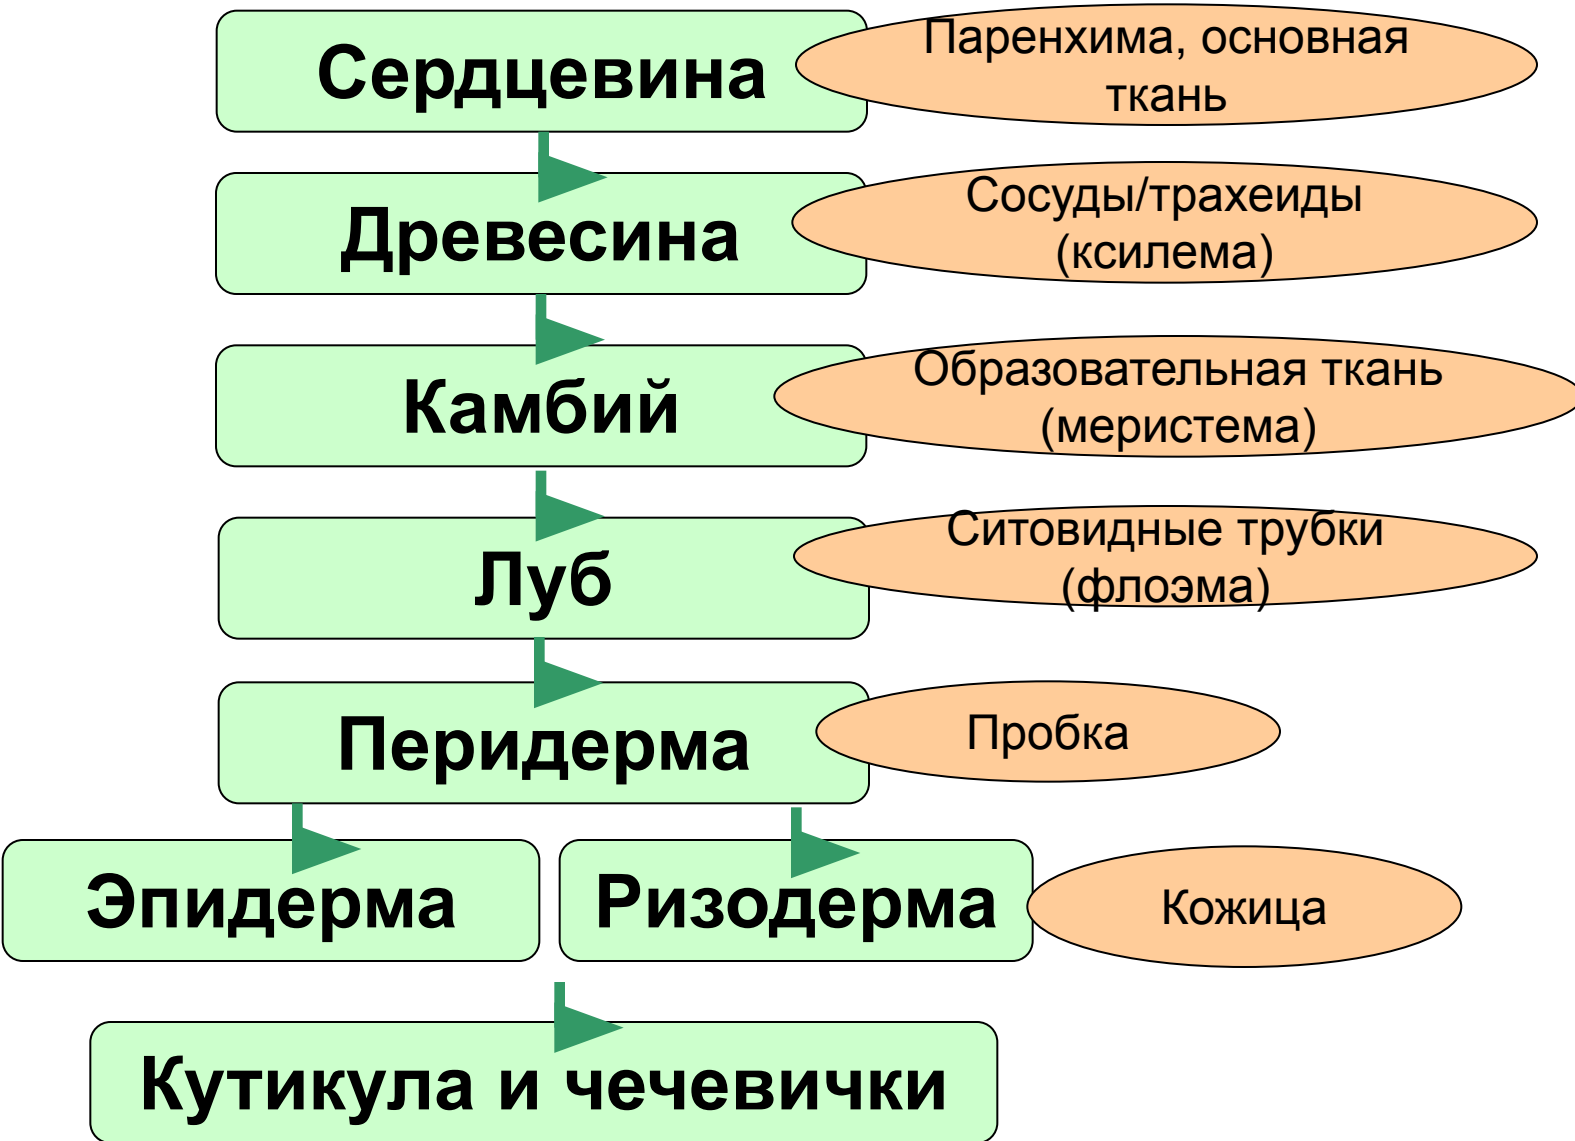 Сердцевина
Паренхима, основная
ткань
Древесина
Сосуды/трахеиды
(ксилема)
Камбий
Образовательная ткань
(меристема)
Луб
Ситовидные трубки
(флоэма)
Перидерма
Пробка
Эпидерма
Ризодерма
Кожица
Кутикула и чечевички